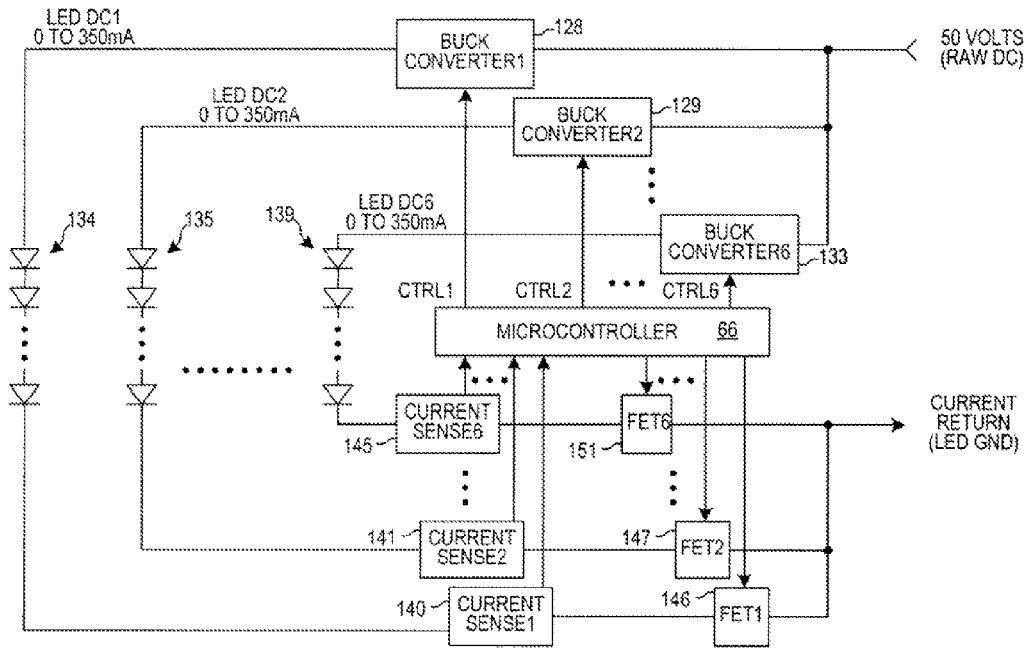 LED DC1
0 TO 350mA
BUCK
CONVERTER1
128
50 VOLTS
(RAW DC)
LED DC2
0 TO 350mA
BUCK
CONVERTER2
129
LED DC6
0 TO 350mA
BUCK
CONVERTER6
133
134
135
139
CTRL1
CTRL2
CTRL6
MICROCONTROLLER
66
CURRENT
SENSE6
145
FET6
151
CURRENT
RETURN
(LED GND)
141
CURRENT
SENSE2
147
FET2
140
CURRENT
SENSE1
146
FET1